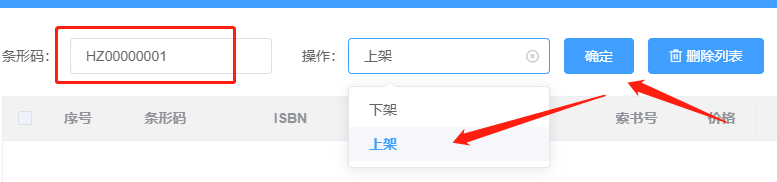 条形码： HZ00000001 操作： 上架 确定 删除列表
序号 条形码 ISBN 索书号 价格
下架
上架